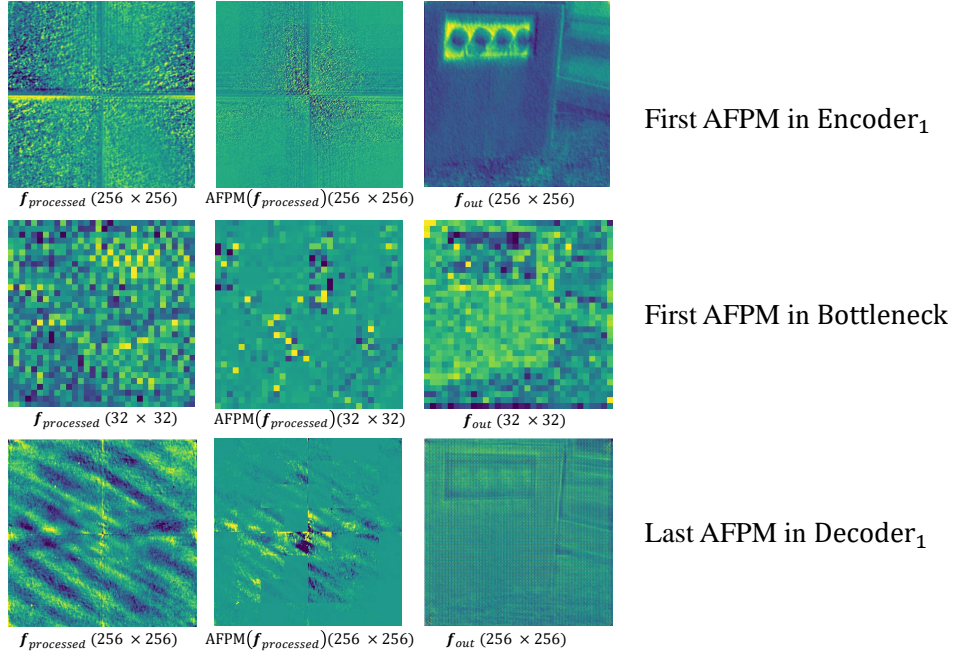 First AFPM in Encoder₁
f_processed (256 × 256) AFPM(f_processed)(256 × 256) f_out (256 × 256)
First AFPM in Bottleneck
f_processed (32 × 32) AFPM(f_processed)(32 × 32) f_out (32 × 32)
Last AFPM in Decoder₁
f_processed (256 × 256) AFPM(f_processed)(256 × 256) f_out (256 × 256)